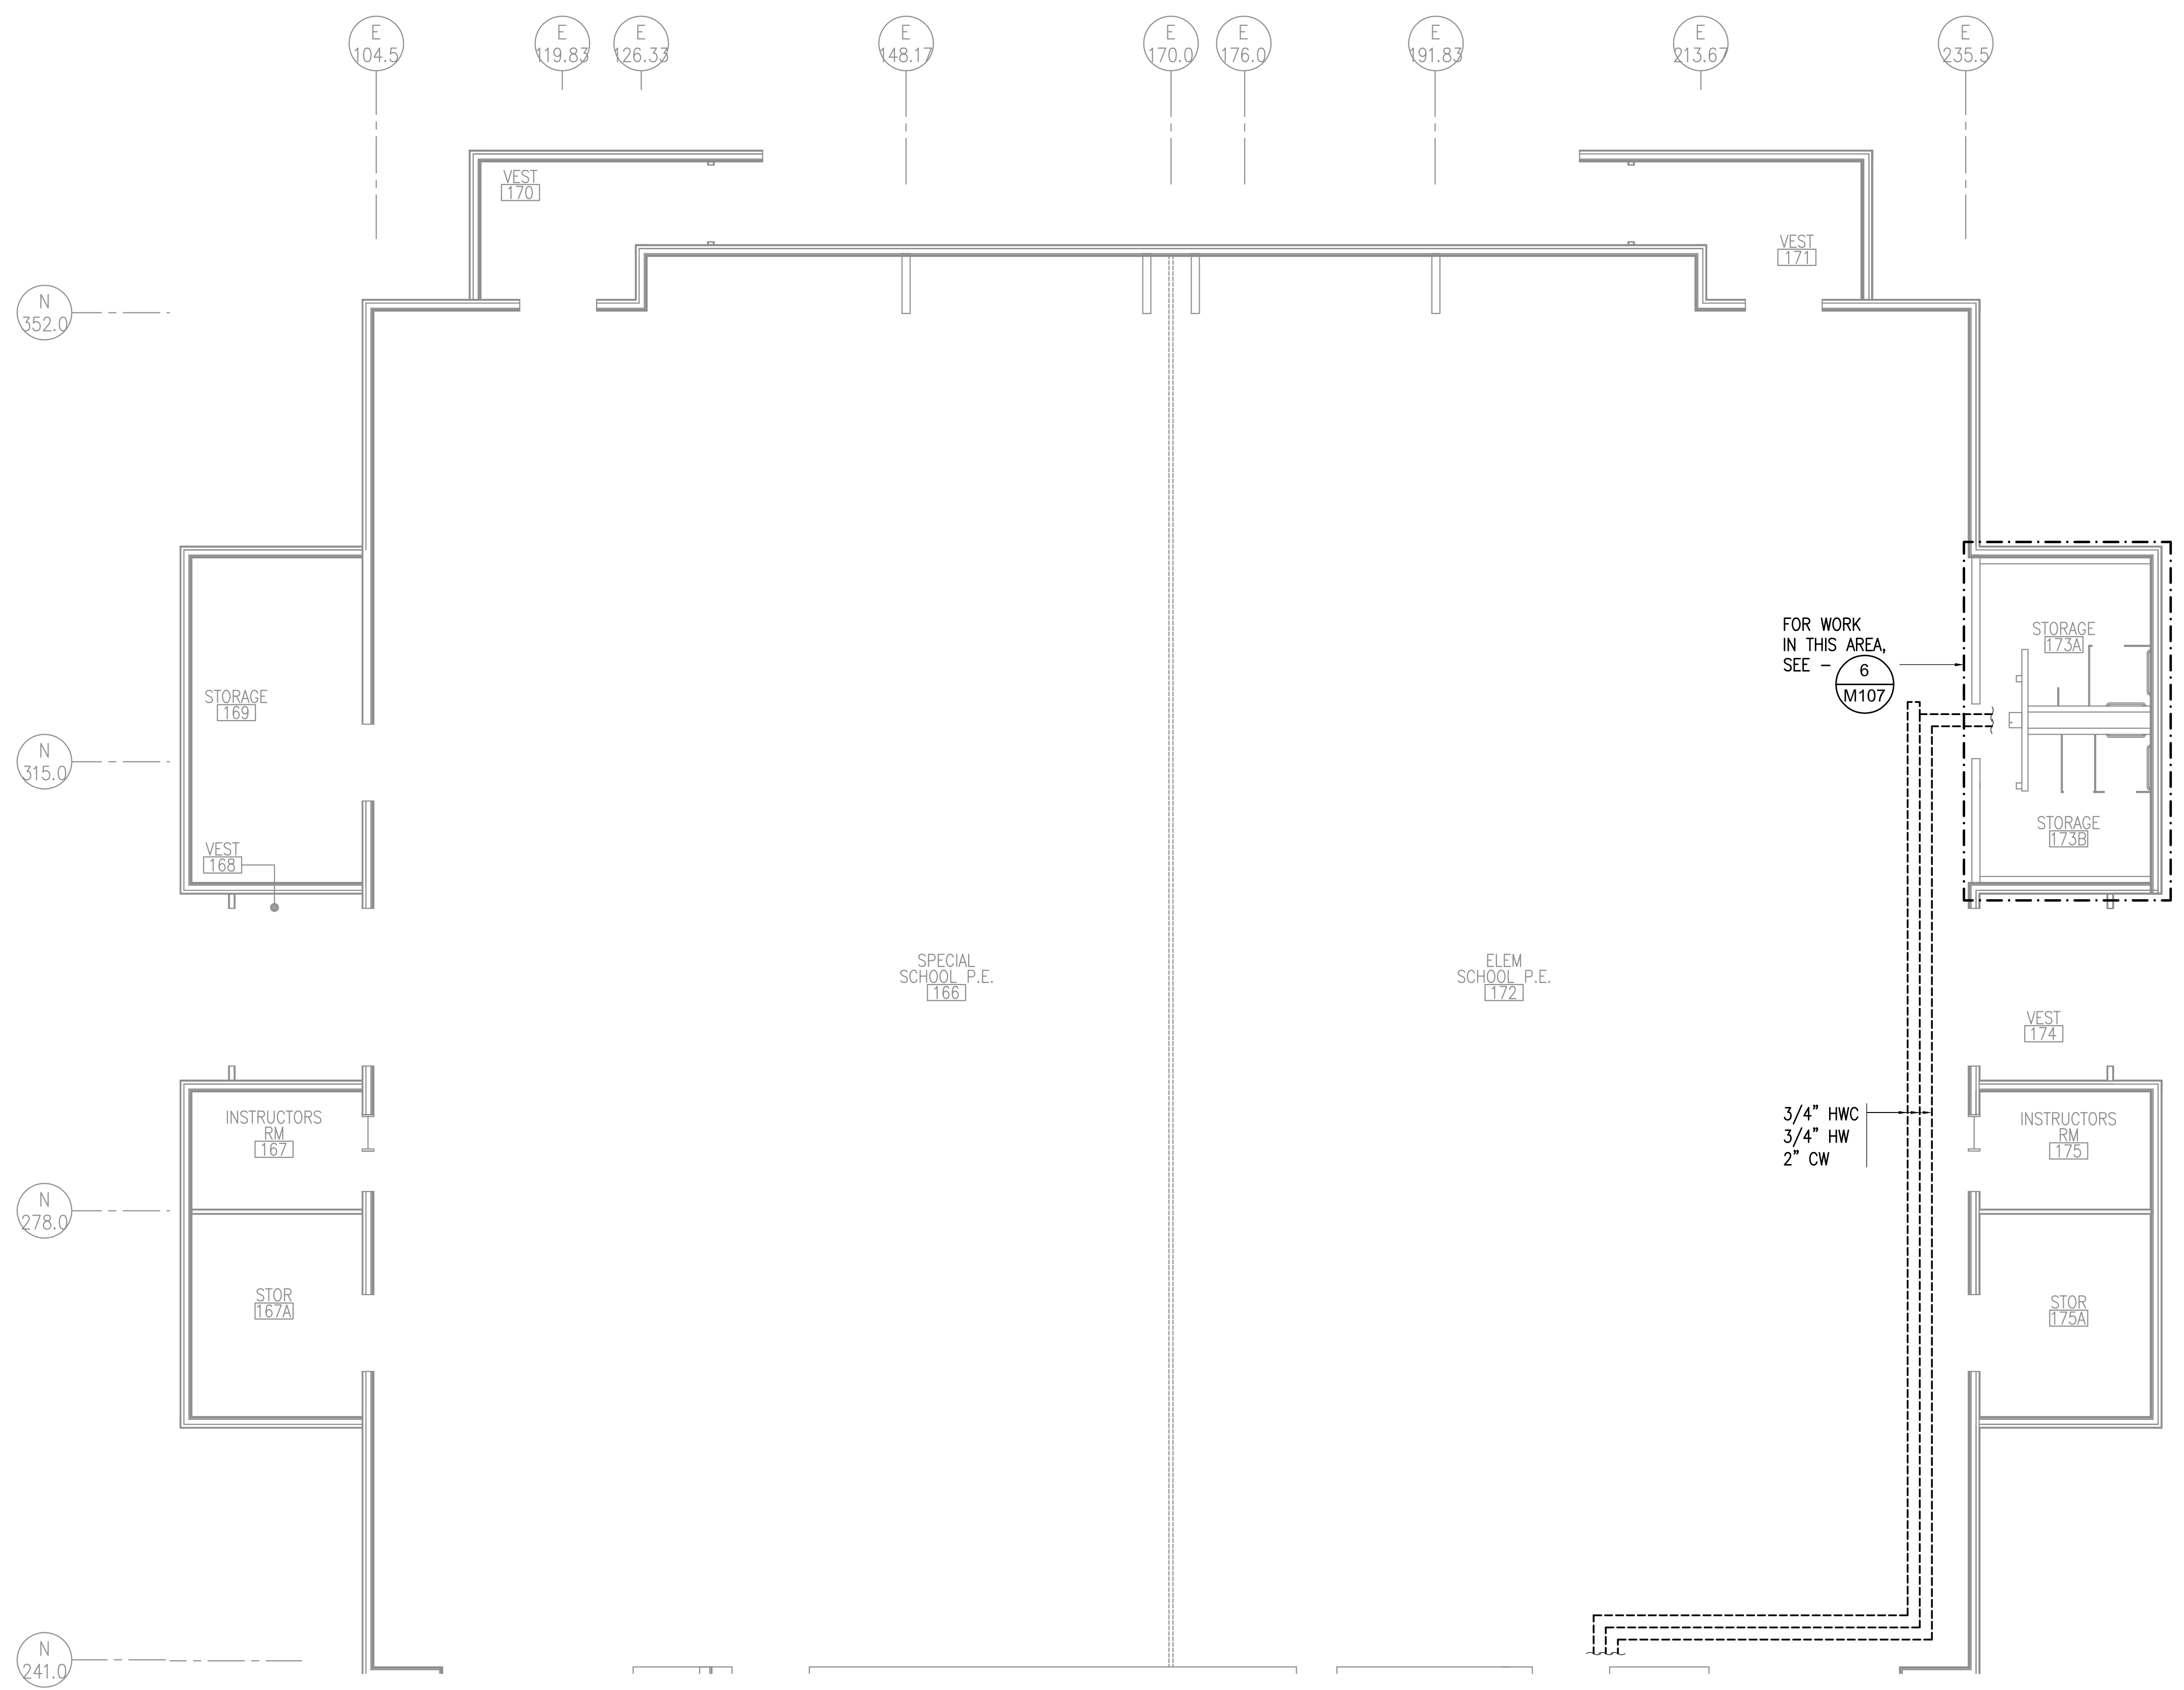 E
104.5
E
119.83
E
126.33
E
148.17
E
170.0
E
176.0
E
191.83
E
213.67
E
235.5
VEST
170
VEST
171
N
352.0
FOR WORK
IN THIS AREA,
SEE -
6
M107
STORAGE
173A
STORAGE
169
N
315.0
STORAGE
173B
VEST
168
SPECIAL
SCHOOL P.E.
166
ELEM
SCHOOL P.E.
172
VEST
174
INSTRUCTORS
RM
167
3/4" HWC
3/4" HW
2" CW
INSTRUCTORS
RM
175
N
278.0
STOR
167A
STOR
175A
N
241.0